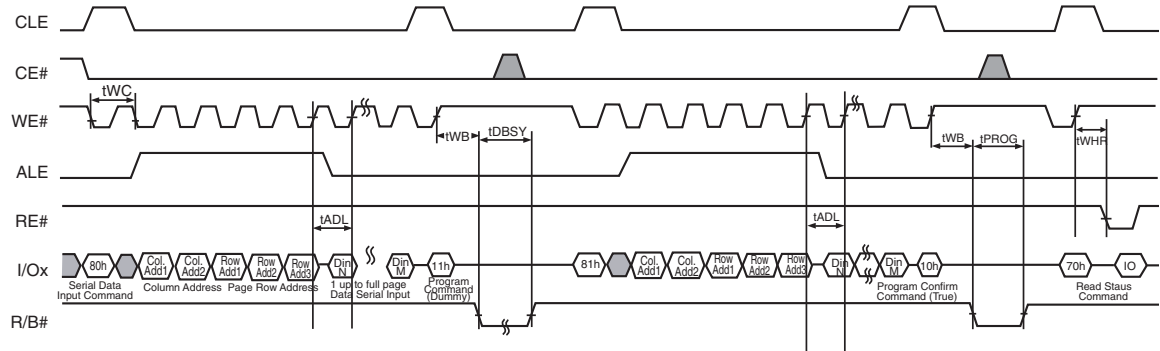 CLE
CE#
tWC
WE#
tWB
tDBSY
tWB
tPROG
tWHR
ALE
RE#
tADL
tADL
I/Ox
80h
Col. Add1
Col. Add2
Row Add1
Row Add2
Row Add3
Din N
Din M
11h
81h
Col. Add1
Col. Add2
Row Add1
Row Add2
Row Add3
Din N
Din M
10h
70h
IO
Serial Data
Input Command
Column Address
Page Row Address
1 up to full page
Data Serial Input
Program
Command
(Dummy)
Program Confirm
Command (True)
Read Staus
Command
R/B#